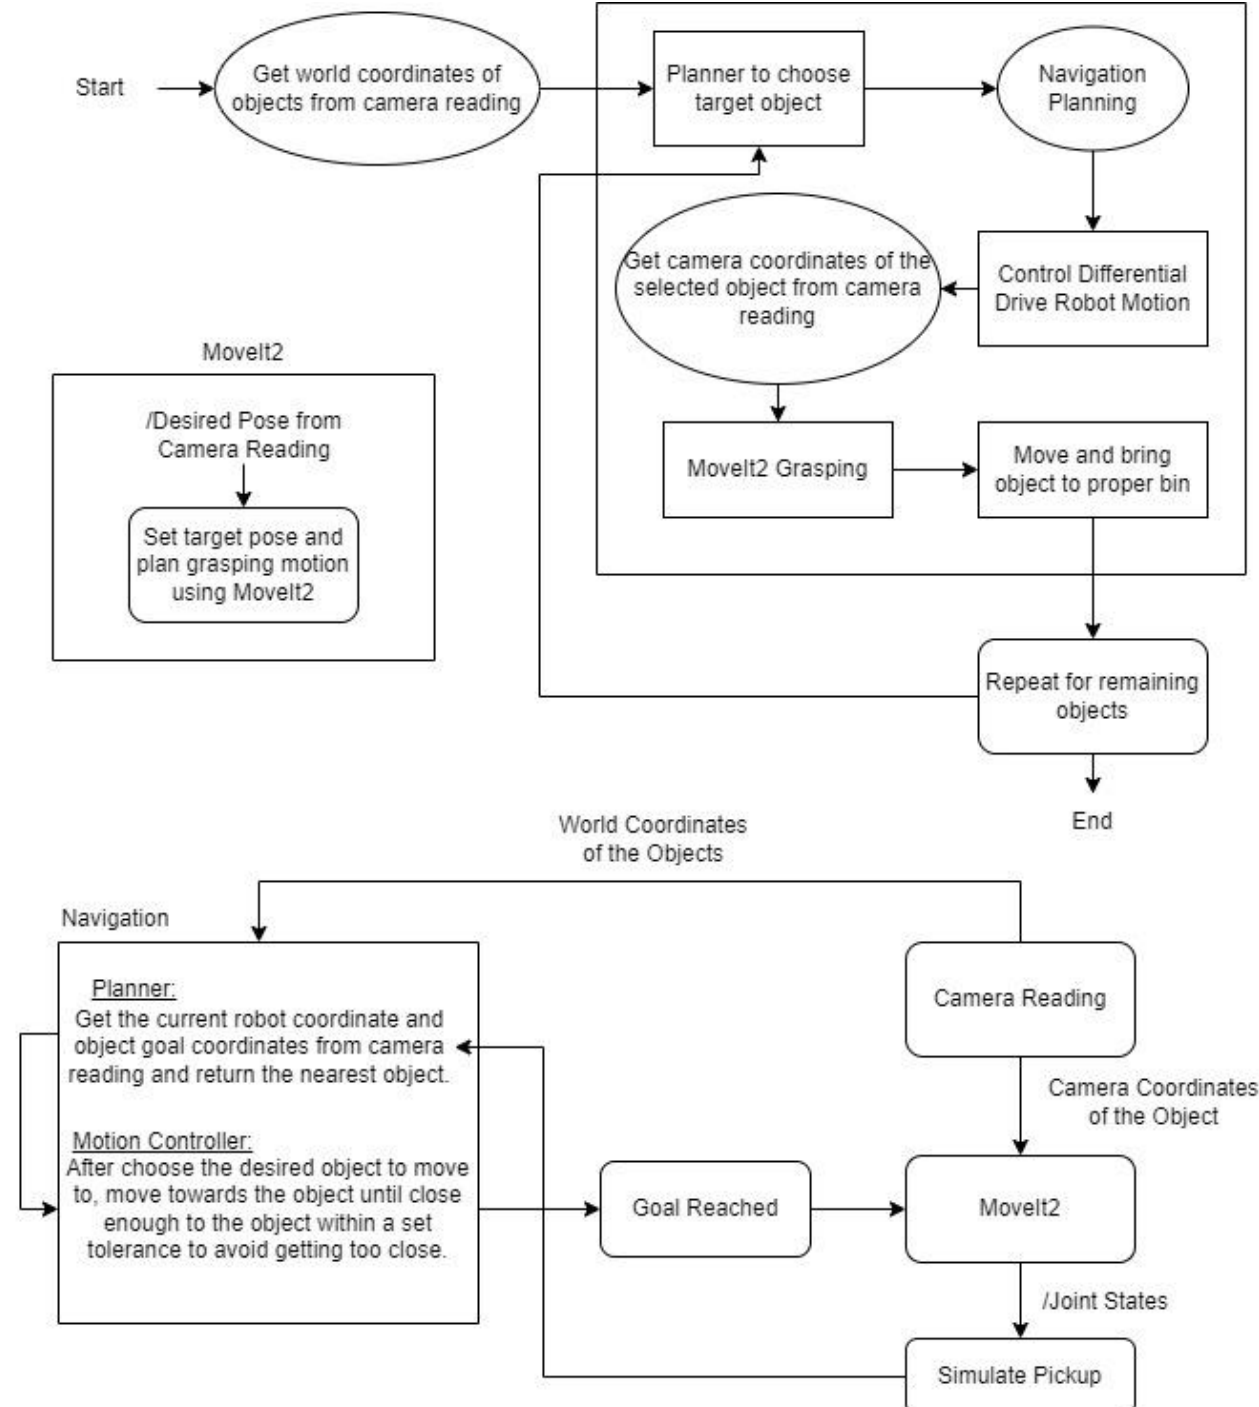 Start
Get world coordinates of
objects from camera reading
Planner to choose
target object
Navigation
Planning
Get camera coordinates of the
selected object from camera
reading
Control Differential
Drive Robot Motion
MoveIt2
/Desired Pose from
Camera Reading
Set target pose and
plan grasping motion
using MoveIt2
MoveIt2 Grasping
Move and bring
object to proper bin
Repeat for remaining
objects
End
World Coordinates
of the Objects
Navigation
Planner:
Get the current robot coordinate and
object goal coordinates from camera
reading and return the nearest object.
Motion Controller:
After choose the desired object to move
to, move towards the object until close
enough to the object within a set
tolerance to avoid getting too close.
Goal Reached
Camera Reading
Camera Coordinates
of the Object
MoveIt2
/Joint States
Simulate Pickup